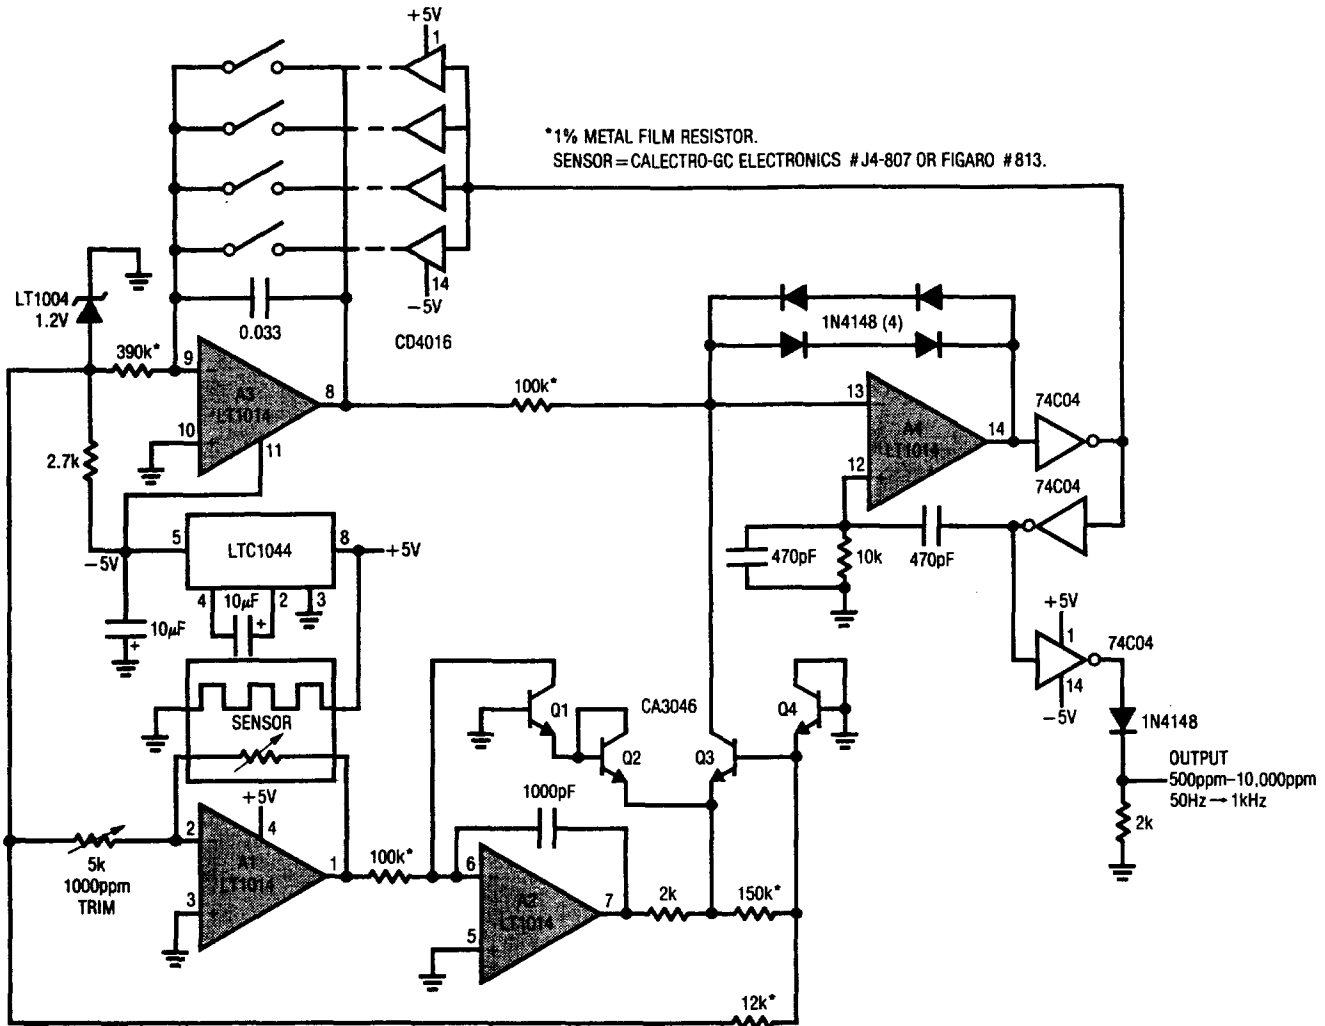 +5V
1
*1% METAL FILM RESISTOR.
SENSOR=CALECTRO-GC ELECTRONICS #J4-807 OR FIGARO #813.
14
-5V
CD4016
LT1004
1.2V
0.033
390k*
9
A3
LT1014
8
10
11
2.7k
100k*
1N4148 (4)
13
A4
LT1014
14
12
74C04
74C04
470pF
10k
470pF
5
LTC1044
8
+5V
-5V
4
10µF
2
3
10µF
+
+
+5V
1
74C04
14
-5V
1N4148
OUTPUT
500ppm–10,000ppm
50Hz→1kHz
2k
SENSOR
Q1
CA3046
Q2
Q3
Q4
1000pF
+5V
4
2
A1
LT1014
1
3
5k
1000ppm
TRIM
100k*
6
A2
LT1014
7
5
2k
150k*
12k*